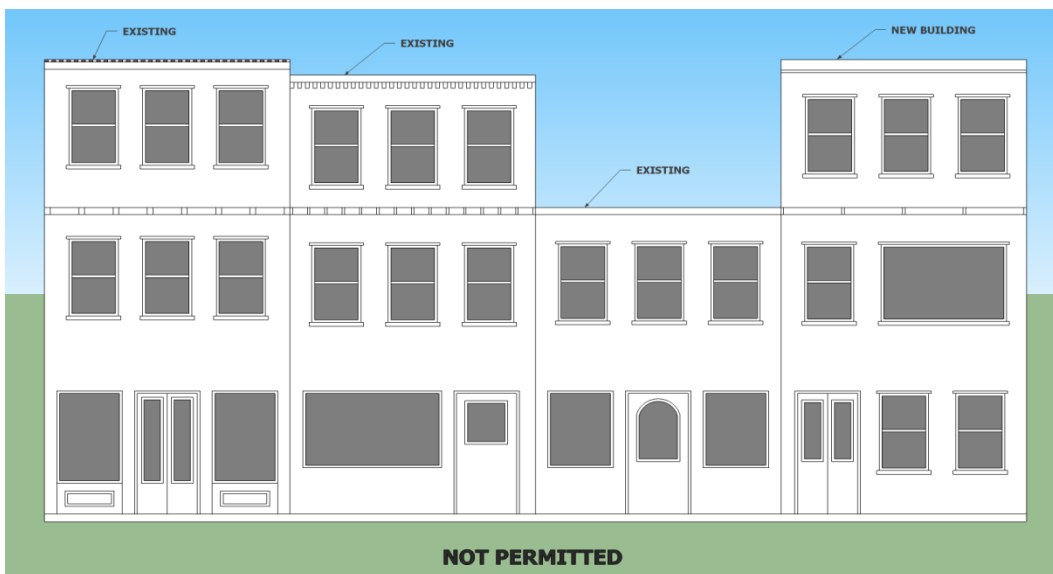 EXISTING
EXISTING
NEW BUILDING
EXISTING
NOT PERMITTED